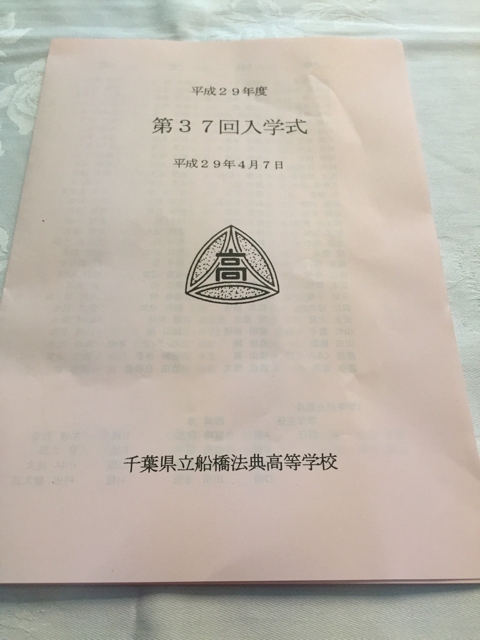 平成２９年度
第３７回入学式
平成２９年４月７日
高
千葉県立船橋法典高等学校